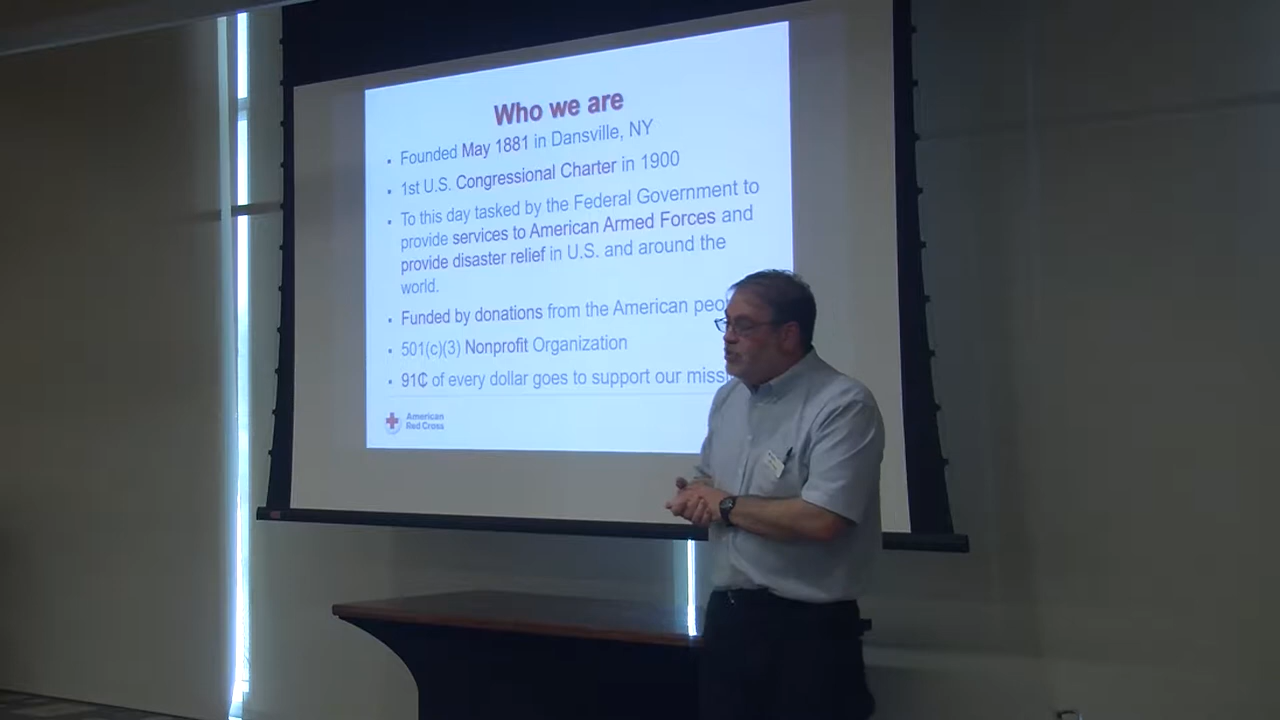 Who we are
Founded May 1881 in Dansville, NY
1st U.S. Congressional Charter in 1900
To this day tasked by the Federal Government to
provide services to American Armed Forces and
provide disaster relief in U.S. and around the
world.
Funded by donations from the American
501(c)(3) Nonprofit Organization
91₵ of every dollar goes to support our
American
Red Cross